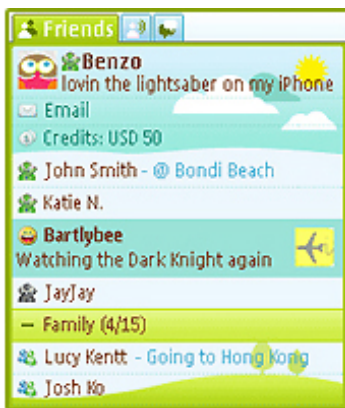 Friends
Benzo
lovin the lightsaber on my iPhone
Email
Credits: USD 50
John Smith - @ Bondi Beach
Katie N.
Bartlybee
Watching the Dark Knight again
JayJay
– Family (4/15)
Lucy Kentt - Going to Hong Kong
Josh Ko